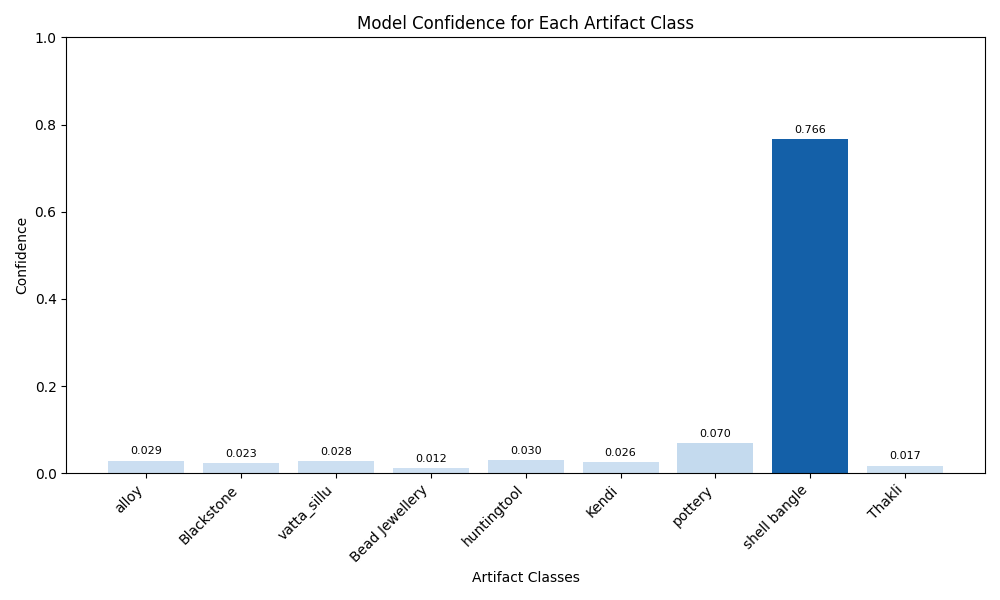 Model Confidence for Each Artifact Class
1.0
0.8
0.6
0.4
0.2
0.0
Confidence
0.029
0.023
0.028
0.012
0.030
0.026
0.070
0.766
0.017
alloy
Blackstone
vatta_sillu
Bead Jewellery
huntingtool
Kendi
pottery
shell bangle
Thakli
Artifact Classes